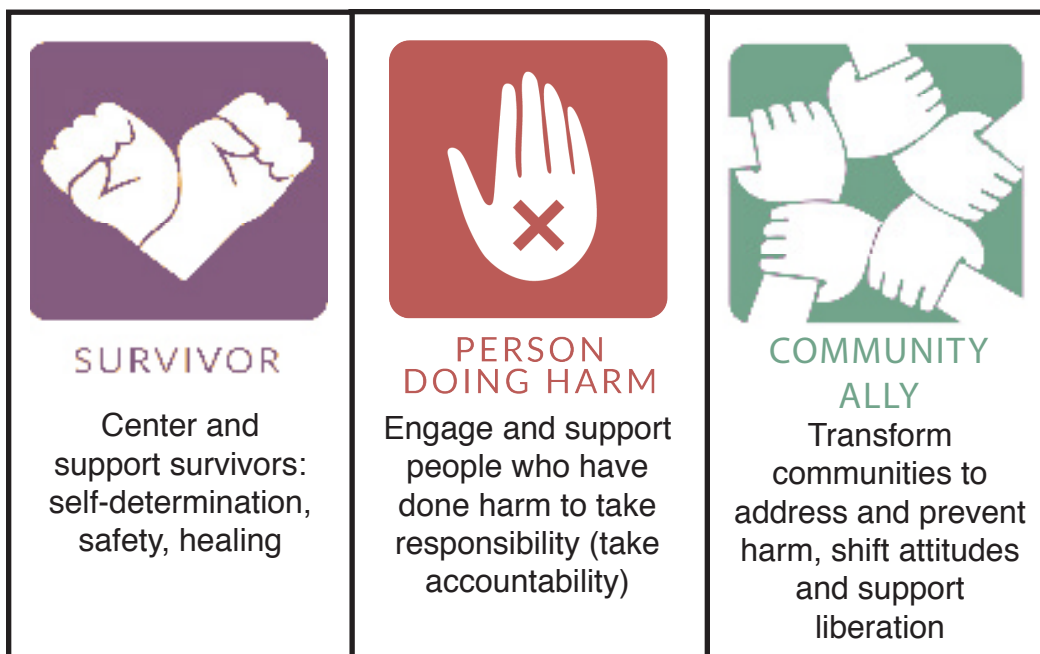 SURVIVOR
Center and
support survivors:
self-determination,
safety, healing
PERSON
DOING HARM
Engage and support
people who have
done harm to take
responsibility (take
accountability)
COMMUNITY
ALLY
Transform
communities to
address and prevent
harm, shift attitudes
and support
liberation